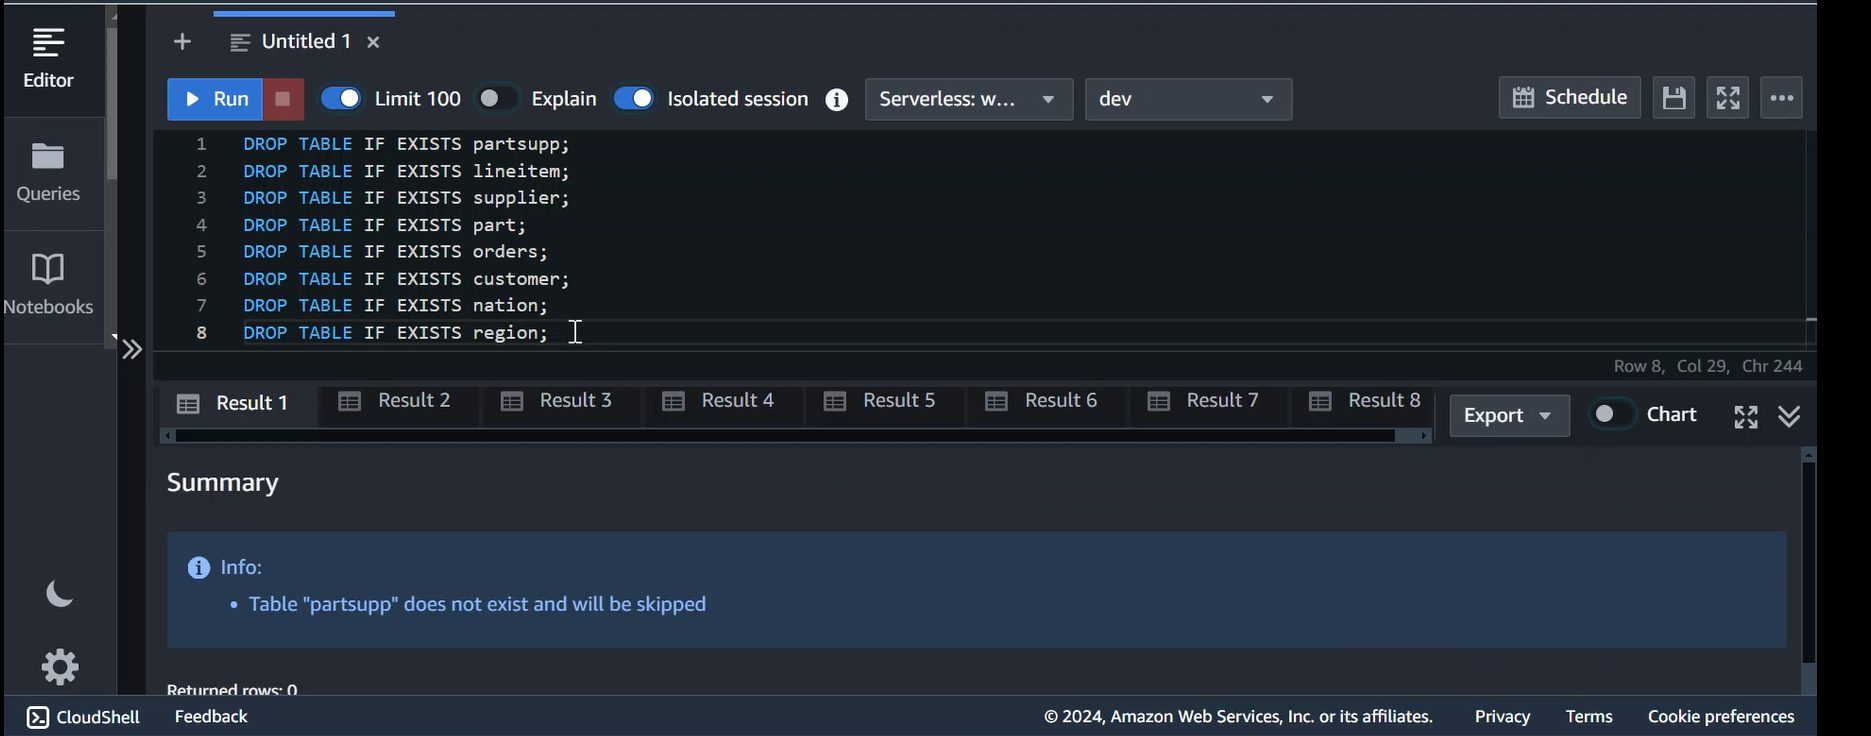 Editor
Queries
Notebooks
+ Untitled 1 ×
Run Limit 100 Explain Isolated session Serverless: w... dev Schedule
1 DROP TABLE IF EXISTS partsupp;
2 DROP TABLE IF EXISTS lineitem;
3 DROP TABLE IF EXISTS supplier;
4 DROP TABLE IF EXISTS part;
5 DROP TABLE IF EXISTS orders;
6 DROP TABLE IF EXISTS customer;
7 DROP TABLE IF EXISTS nation;
8 DROP TABLE IF EXISTS region;
Row 8, Col 29, Chr 244
Result 1 Result 2 Result 3 Result 4 Result 5 Result 6 Result 7 Result 8 Export Chart
Summary
Info:
• Table "partsupp" does not exist and will be skipped
Returned rows: 0
CloudShell Feedback © 2024, Amazon Web Services, Inc. or its affiliates. Privacy Terms Cookie preferences